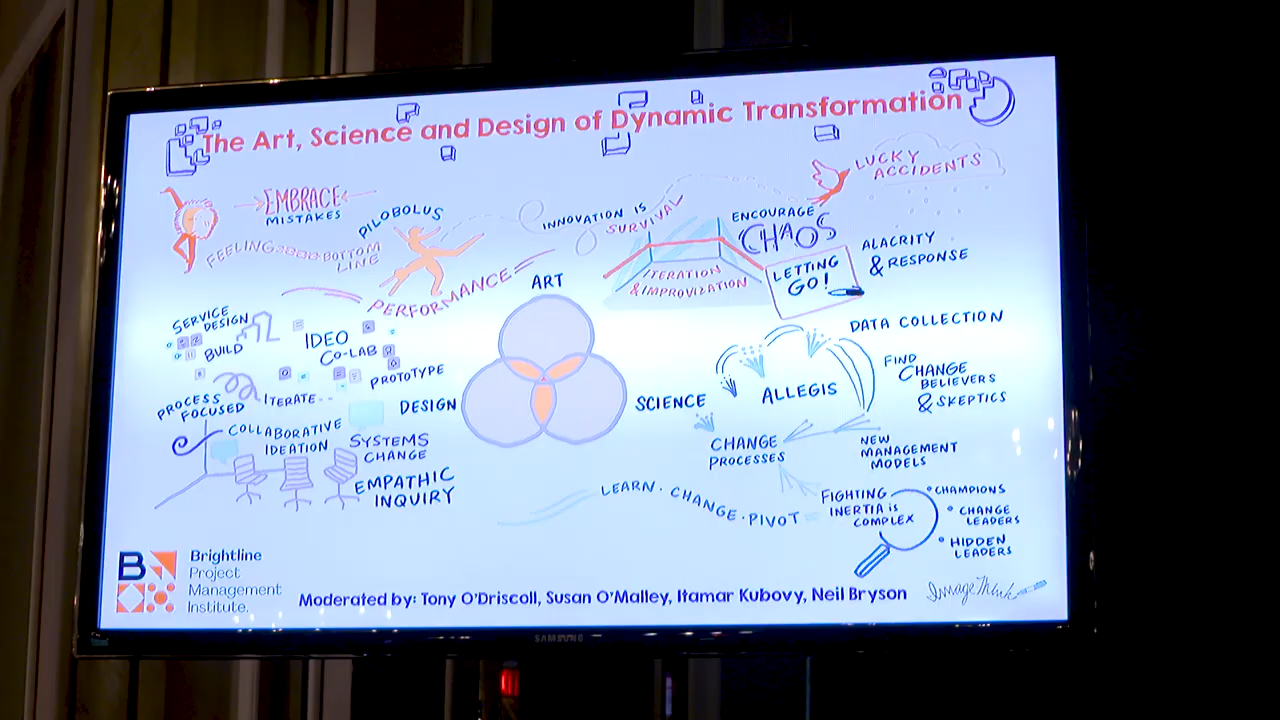 The Art, Science and Design of Dynamic Transformation
EMBRACE
MISTAKES
FEELING
BOTTOM
LINE
PILOBOLUS
PERFORMANCE
INNOVATION IS
SURVIVAL
ITERATION
& IMPROVIZATION
ENCOURAGE
CHAOS
LETTING
GO!
LUCKY
ACCIDENTS
ALACRITY
& RESPONSE
ART
DESIGN
SCIENCE
SERVICE
DESIGN
BUILD
IDEO
CO-LAB
PROTOTYPE
PROCESS
FOCUSED
ITERATE--
COLLABORATIVE
IDEATION
SYSTEMS
CHANGE
EMPATHIC
INQUIRY
DATA COLLECTION
ALLEGIS
FIND
CHANGE
BELIEVERS
& SKEPTICS
CHANGE
PROCESSES
NEW
MANAGEMENT
MODELS
LEARN · CHANGE · PIVOT
FIGHTING
INERTIA is
COMPLEX
• CHAMPIONS
• CHANGE
LEADERS
• HIDDEN
LEADERS
B
Brightline
Project
Management
Institute.
Moderated by: Tony O'Driscoll, Susan O'Malley, Itamar Kubovy, Neil Bryson
ImageThink
SAMSUNG